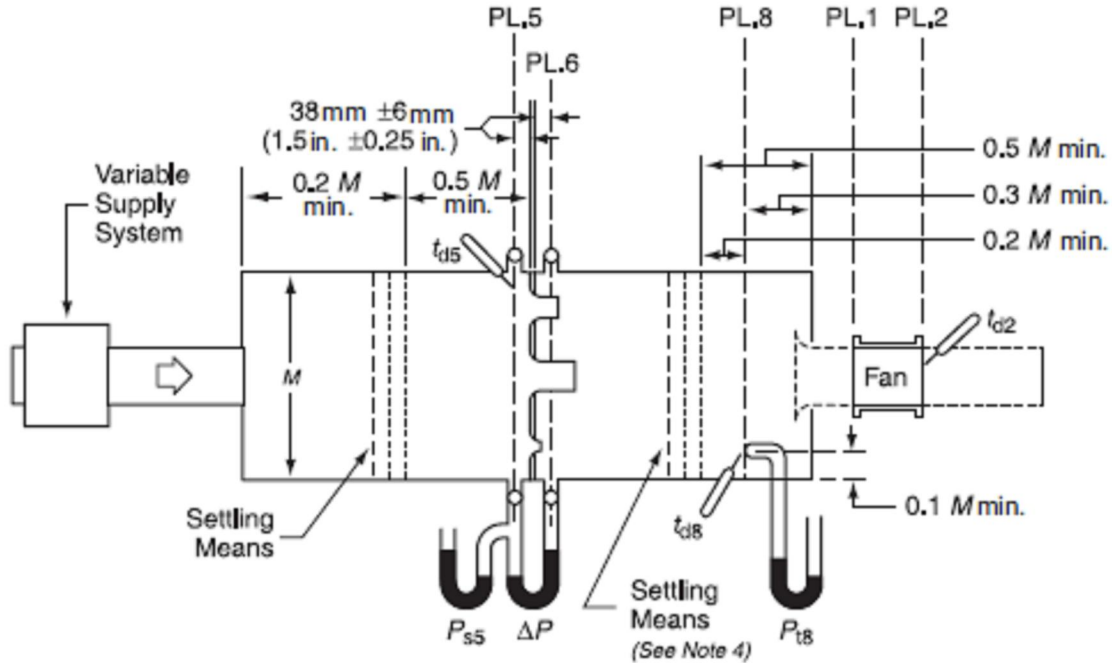 PL.5
PL.8
PL.1 PL.2
PL.6
38mm ±6mm
(1.5in. ±0.25 in.)
0.5 M min.
0.3 M min.
0.2 M min.
Variable
Supply
System
0.2 M
min.
0.5 M
min.
td5
td2
M
Fan
0.1 M min.
Settling
Means
td8
Settling
Means
(See Note 4)
Ps5
ΔP
Pt8